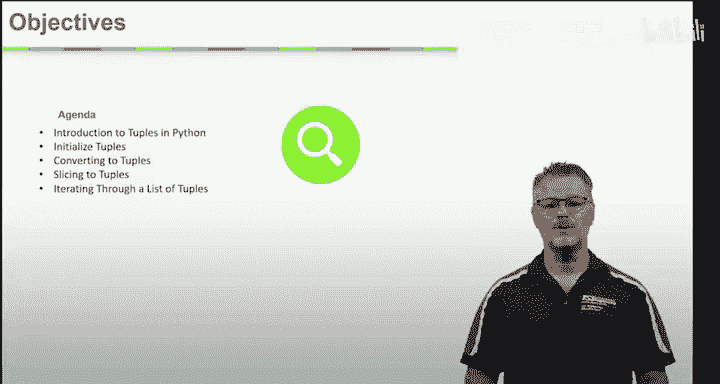 Objectives
Agenda
• Introduction to Tuples in Python
• Initialize Tuples
• Converting to Tuples
• Slicing to Tuples
• Iterating Through a List of Tuples